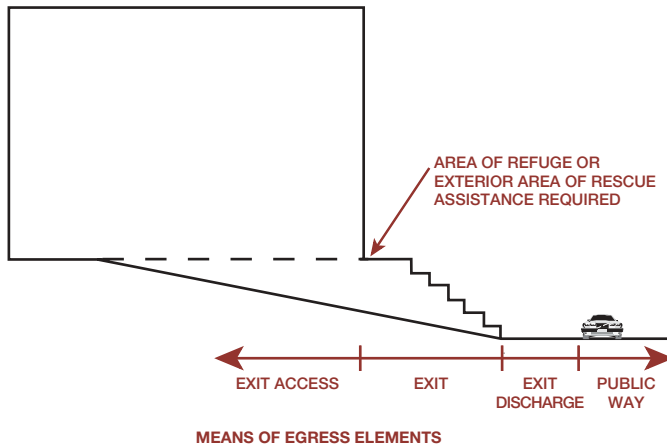 AREA OF REFUGE OR
EXTERIOR AREA OF RESCUE
ASSISTANCE REQUIRED
EXIT ACCESS
EXIT
EXIT
DISCHARGE
PUBLIC
WAY
MEANS OF EGRESS ELEMENTS